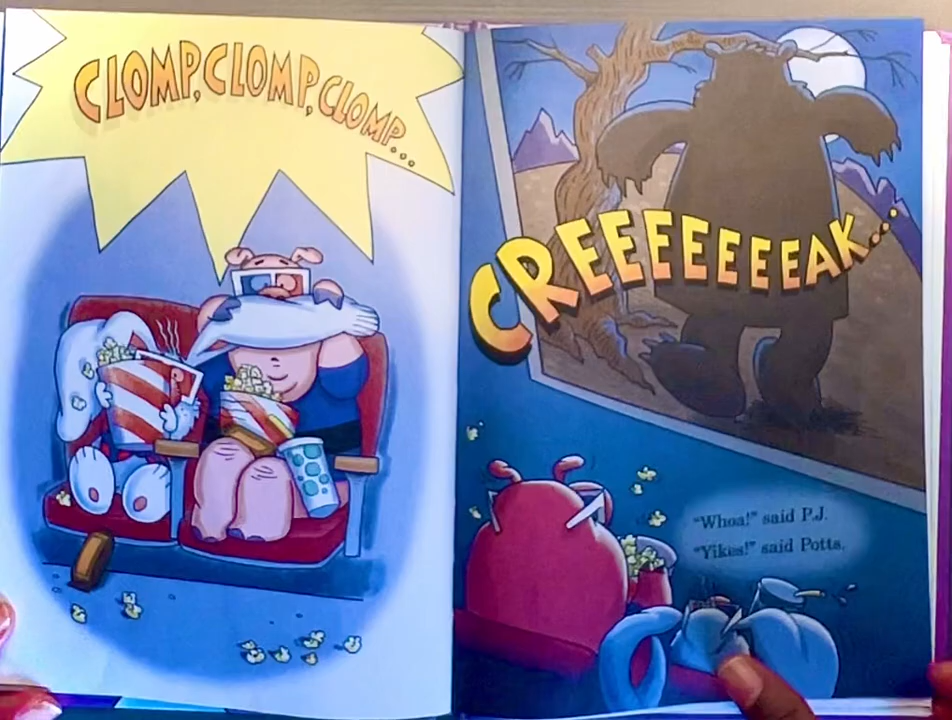 CLOMP, CLOMP, CLOMP...
CREEEEEEEAK...
"Whoa!" said P.J.
"Yikes!" said Potts.